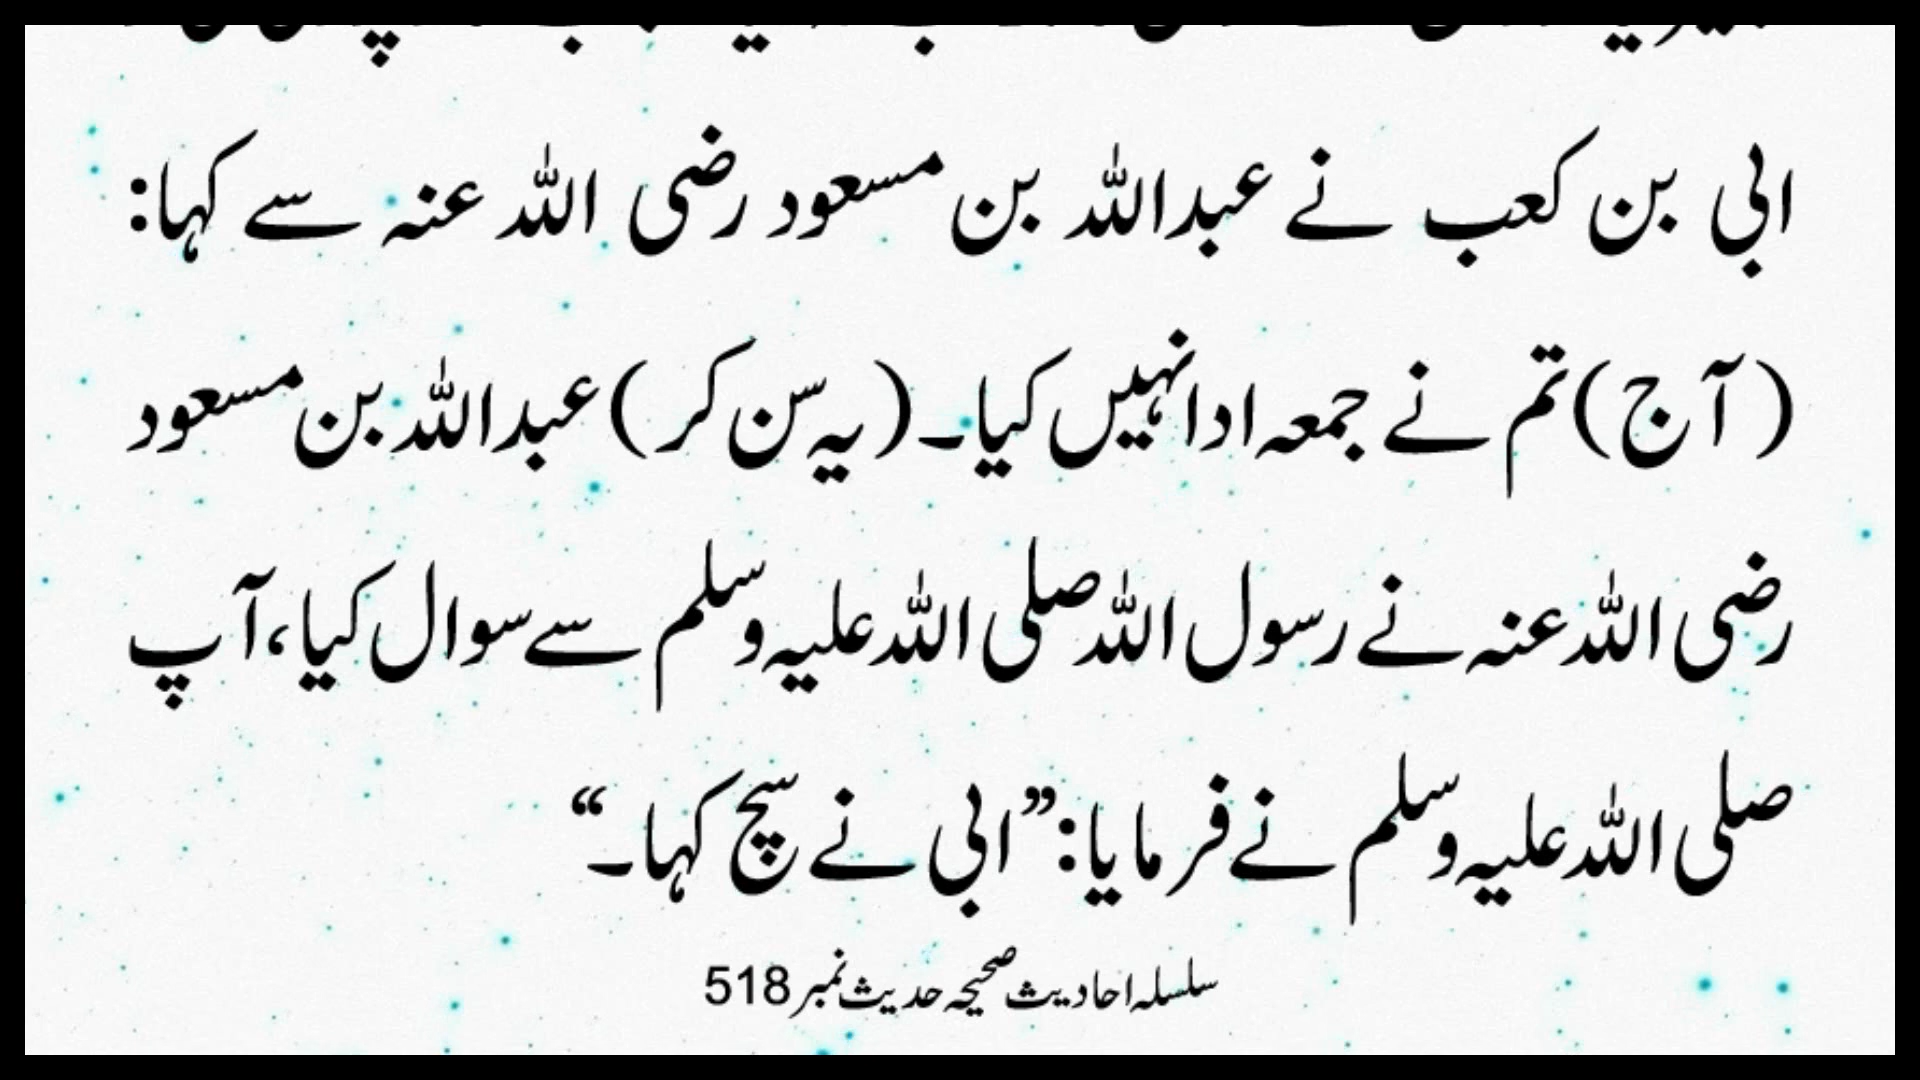 ابی بن کعب نے عبداللہ بن مسعود رضی اللہ عنہ سے کہا:
(آج) تم نے جمعہ ادا نہیں کیا۔ (یہ سن کر) عبداللہ بن مسعود
رضی اللہ عنہ نے رسول اللہ صلی اللہ علیہ وسلم سے سوال کیا، آپ
صلی اللہ علیہ وسلم نے فرمایا: ”ابی نے سچ کہا۔“
سلسلہ احادیث صحیحہ حدیث نمبر 518